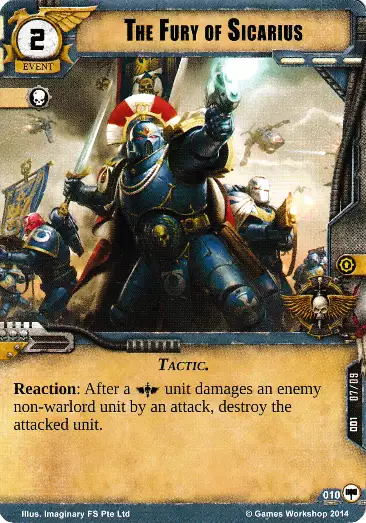 2
EVENT
THE FURY OF SICARIUS
TACTIC.
Reaction: After a unit damages an enemy
non-warlord unit by an attack, destroy the
attacked unit.
001 07/09
010
Illus. Imaginary FS Pte Ltd
© Games Workshop 2014